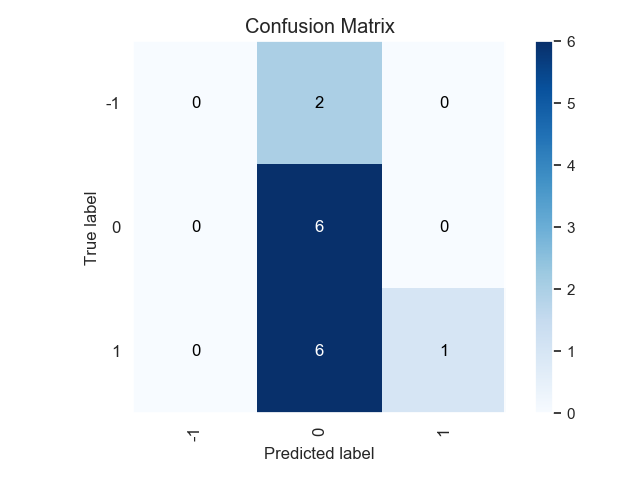 Confusion Matrix
True label
-1 0 2 0
0 0 6 0
1 0 6 1
-1 0 1
Predicted label
6
5
4
3
2
1
0